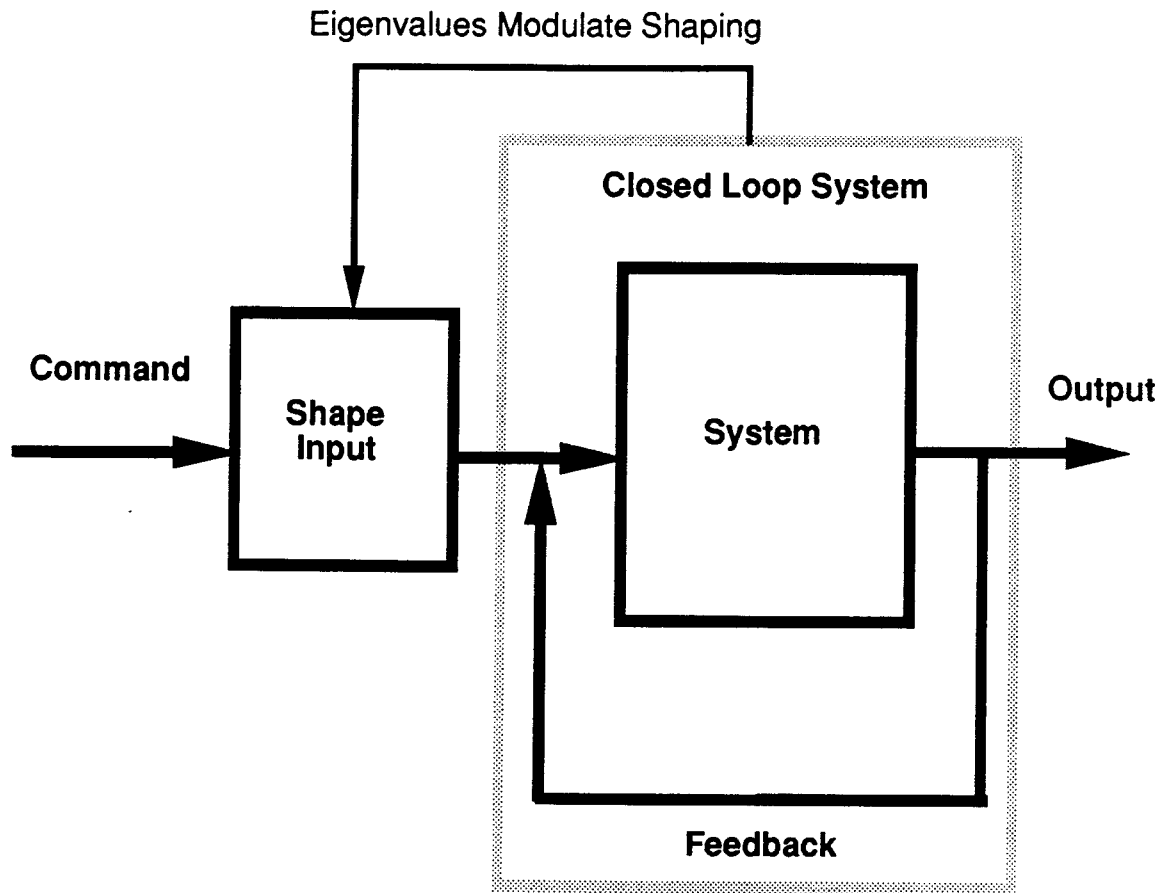 Eigenvalues Modulate Shaping
Closed Loop System
Command
Shape
Input
System
Output
Feedback